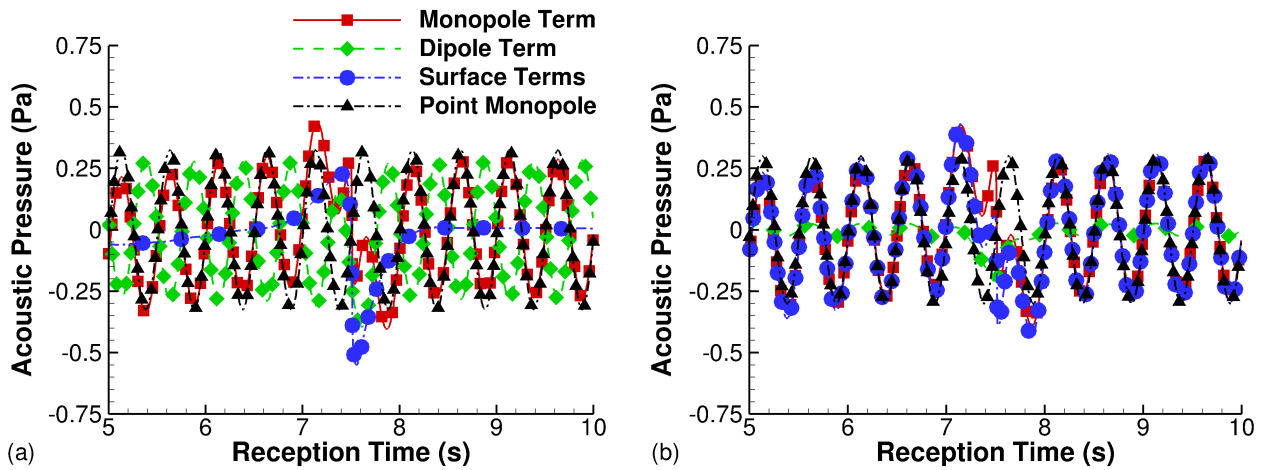 Monopole Term
Dipole Term
Surface Terms
Point Monopole
Acoustic Pressure (Pa)
0.75
0.5
0.25
0
-0.25
-0.5
-0.75
5 6 7 8 9 10
Reception Time (s)
(a)
Acoustic Pressure (Pa)
0.75
0.5
0.25
0
-0.25
-0.5
-0.75
5 6 7 8 9 10
Reception Time (s)
(b)